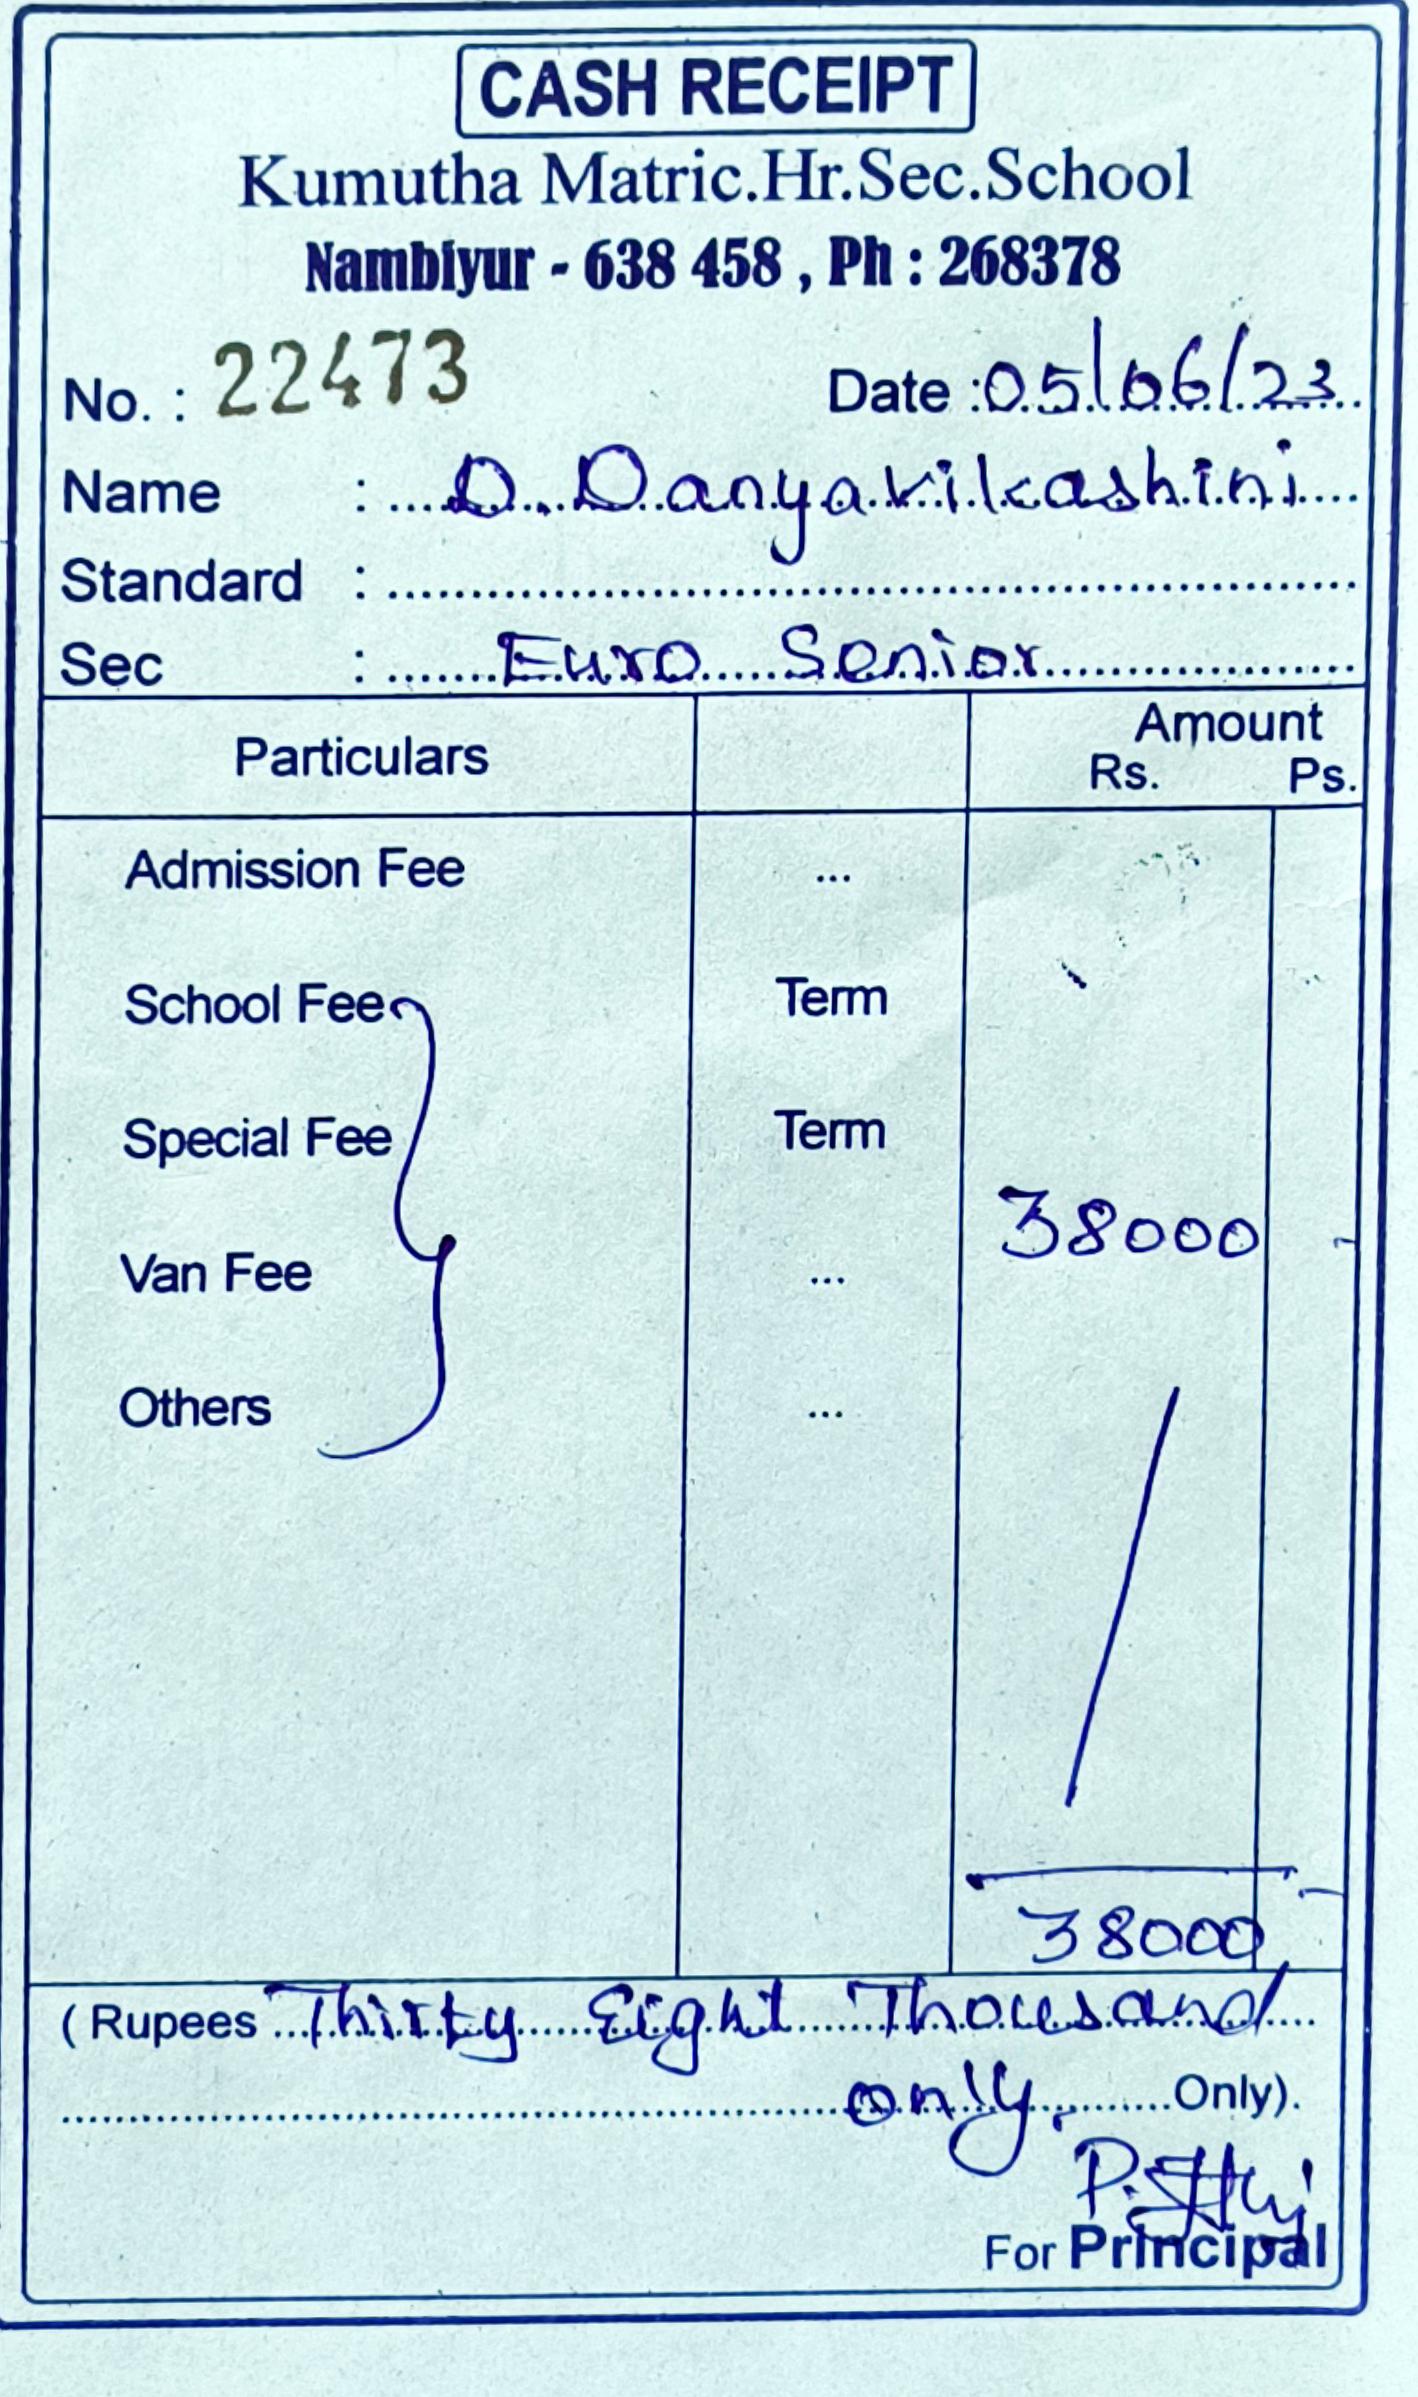 CASH RECEIPT
Kumutha Matric.Hr.Sec.School
Nambiyur - 638 458 , Ph : 268378
No. : 22473 Date : 05/06/23
Name : D. Danyavikashini
Standard :
Sec : Euro Senior
Particulars Amount
Rs. Ps.
Admission Fee ...
School Fee Term
Special Fee Term
38000 -
Van Fee ...
Others ...
38000 -
( Rupees Thirty Eight Thousand
only. Only).
For Principal